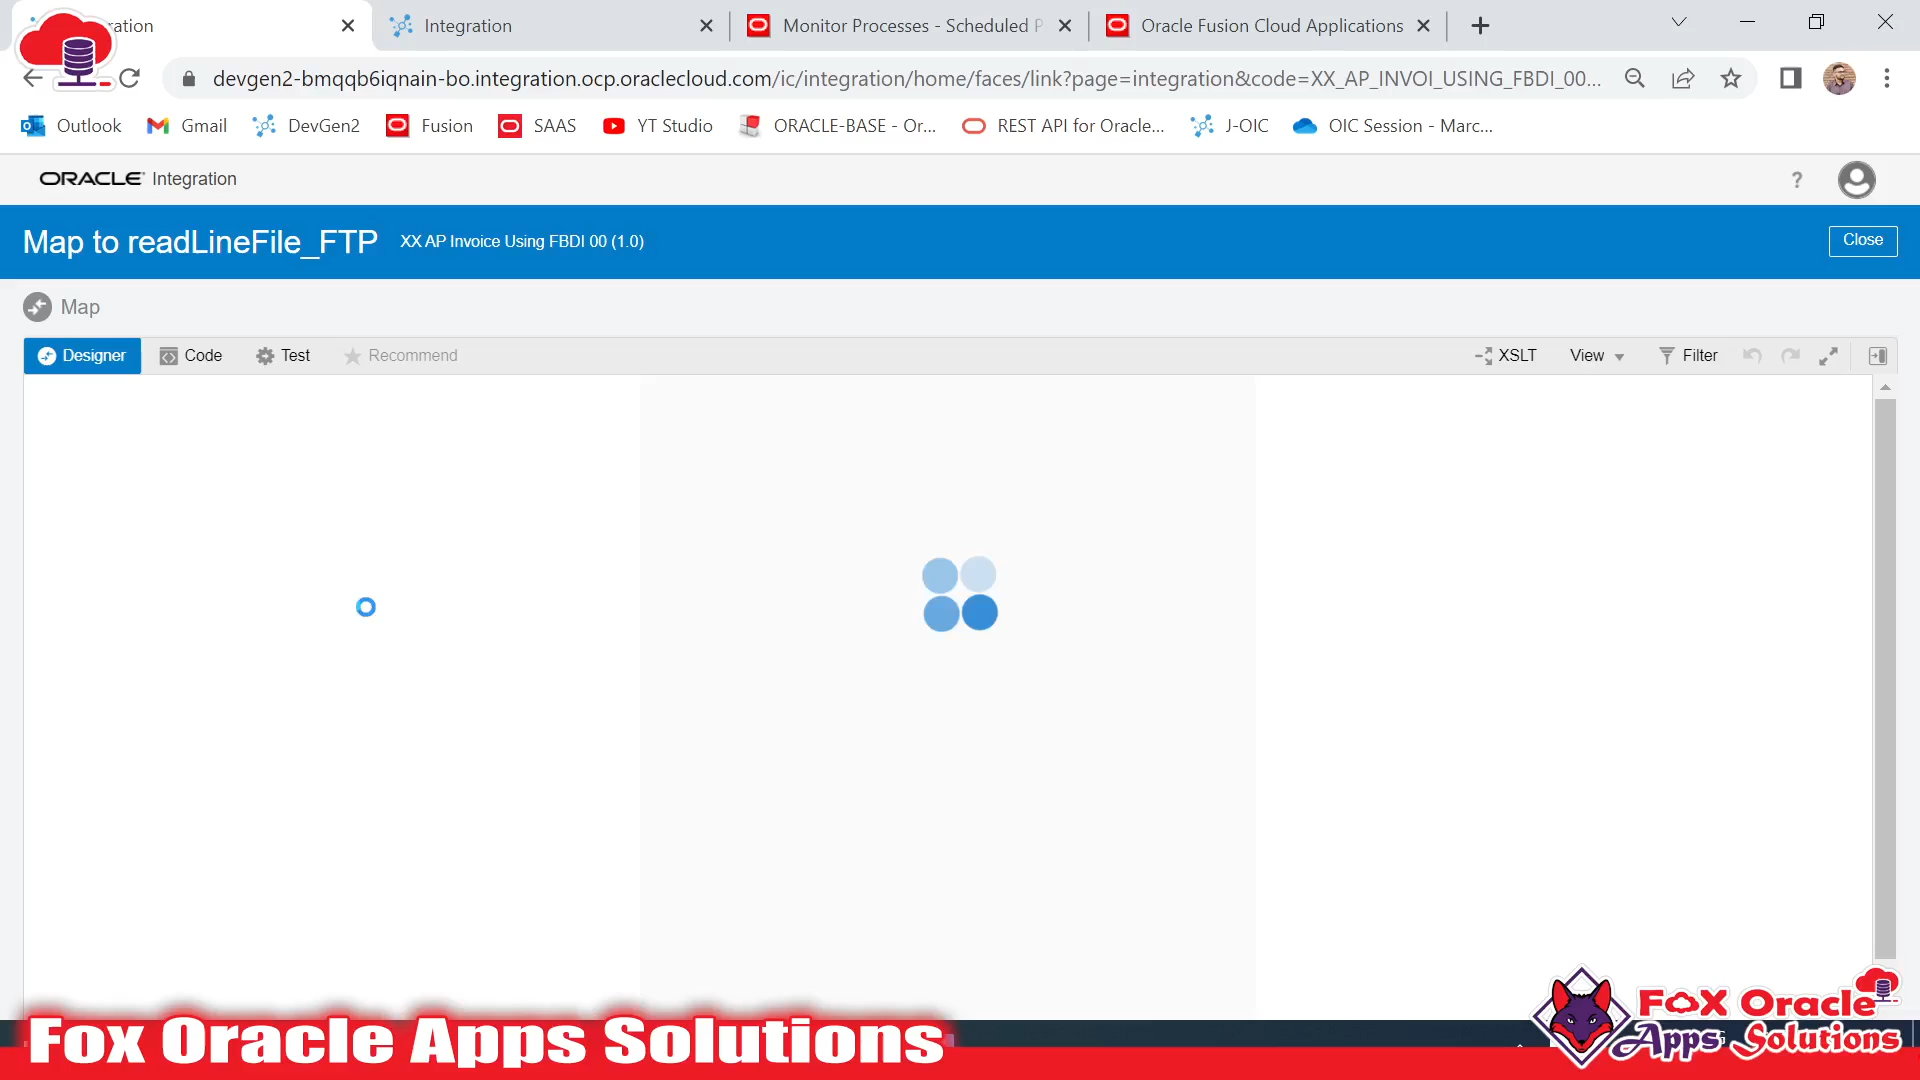 ration
Integration
Monitor Processes - Scheduled P
Oracle Fusion Cloud Applications
devgen2-bmqqb6iqnain-bo.integration.ocp.oraclecloud.com/ic/integration/home/faces/link?page=integration&code=XX_AP_INVOI_USING_FBDI_00...
Outlook
Gmail
DevGen2
Fusion
SAAS
YT Studio
ORACLE-BASE - Or...
REST API for Oracle...
J-OIC
OIC Session - Marc...
ORACLE Integration
?
Map to readLineFile_FTP
XX AP Invoice Using FBDI 00 (1.0)
Close
Map
Designer
Code
Test
Recommend
XSLT
View
Filter
Fox Oracle Apps Solutions
Fox Oracle
Apps Solutions